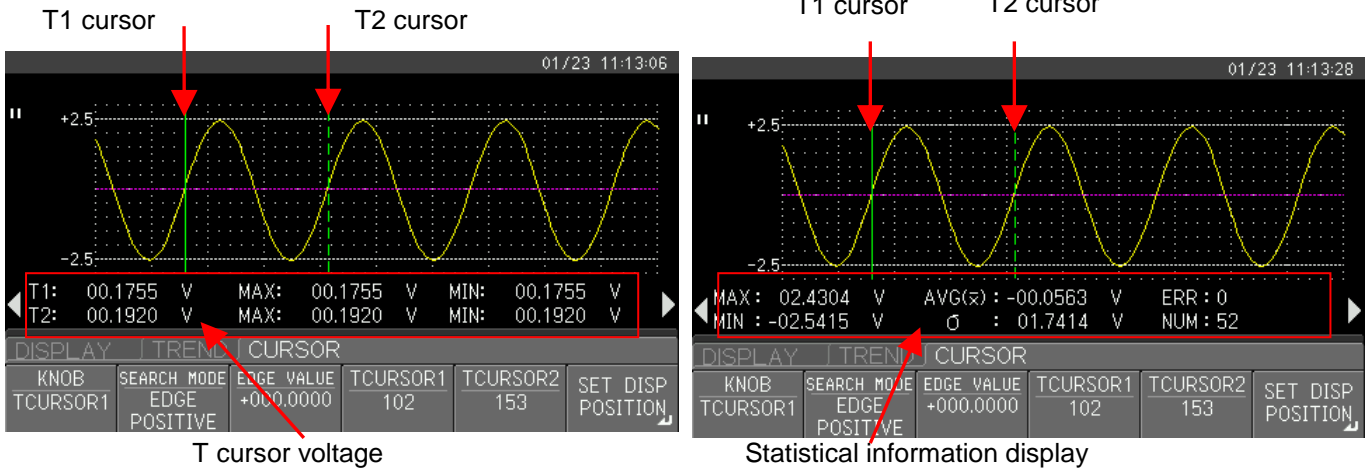 T1 cursor
T2 cursor
01/23 11:13:06
+2.5
-2.5
T1: 00.1755 V MAX: 00.1755 V MIN: 00.1755 V
T2: 00.1920 V MAX: 00.1920 V MIN: 00.1920 V
DISPLAY TREND CURSOR
KNOB
TCURSOR1
SEARCH MODE
EDGE
POSITIVE
EDGE VALUE
+000.0000
TCURSOR1
102
TCURSOR2
153
SET DISP
POSITION
T cursor voltage
T1 cursor
T2 cursor
01/23 11:13:28
+2.5
-2.5
MAX : 02.4304 V AVG(x̅) : -00.0563 V ERR : 0
MIN : -02.5415 V σ : 01.7414 V NUM : 52
DISPLAY TREND CURSOR
KNOB
TCURSOR1
SEARCH MODE
EDGE
POSITIVE
EDGE VALUE
+000.0000
TCURSOR1
102
TCURSOR2
153
SET DISP
POSITION
Statistical information display